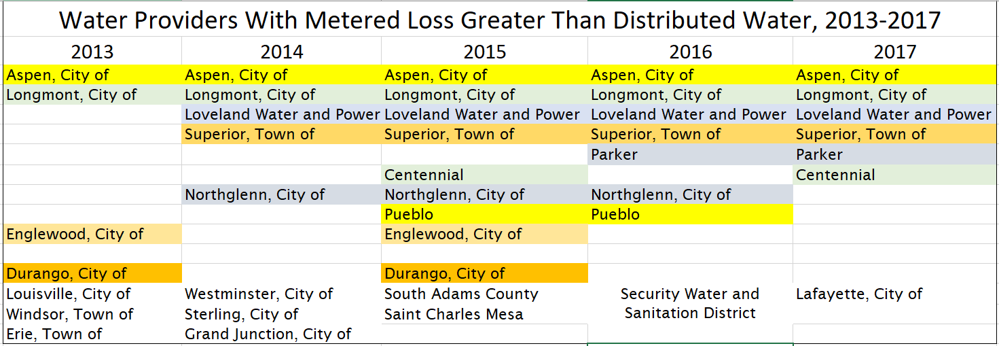 Water Providers With Metered Loss Greater Than Distributed Water, 2013-2017
2013 2014 2015 2016 2017
Aspen, City of Aspen, City of Aspen, City of Aspen, City of Aspen, City of
Longmont, City of Longmont, City of Longmont, City of Longmont, City of Longmont, City of
Loveland Water and Power Loveland Water and Power Loveland Water and Power Loveland Water and Power
Superior, Town of Superior, Town of Superior, Town of Superior, Town of
Parker Parker
Centennial Centennial
Northglenn, City of Northglenn, City of Northglenn, City of
Pueblo Pueblo
Englewood, City of Englewood, City of
Durango, City of Durango, City of
Louisville, City of Westminster, City of South Adams County Security Water and Lafayette, City of
Windsor, Town of Sterling, City of Saint Charles Mesa Sanitation District
Erie, Town of Grand Junction, City of